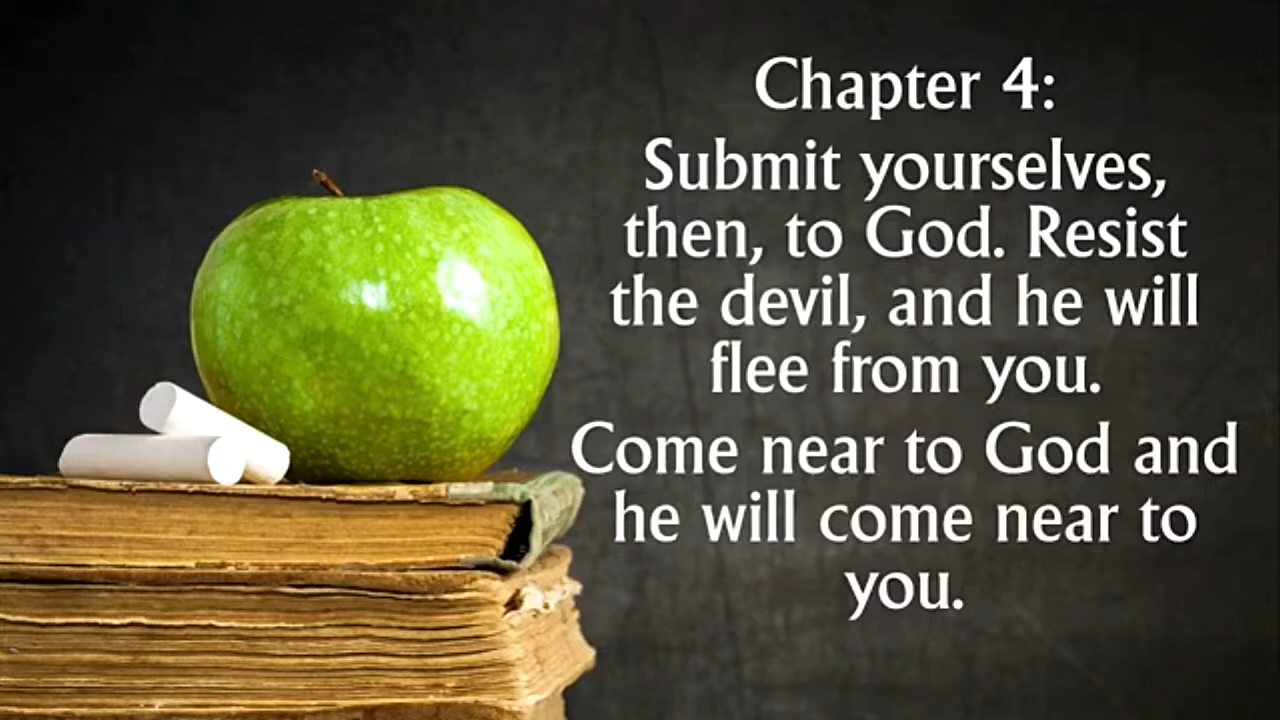 Chapter 4:
Submit yourselves,
then, to God. Resist
the devil, and he will
flee from you.
Come near to God and
he will come near to
you.